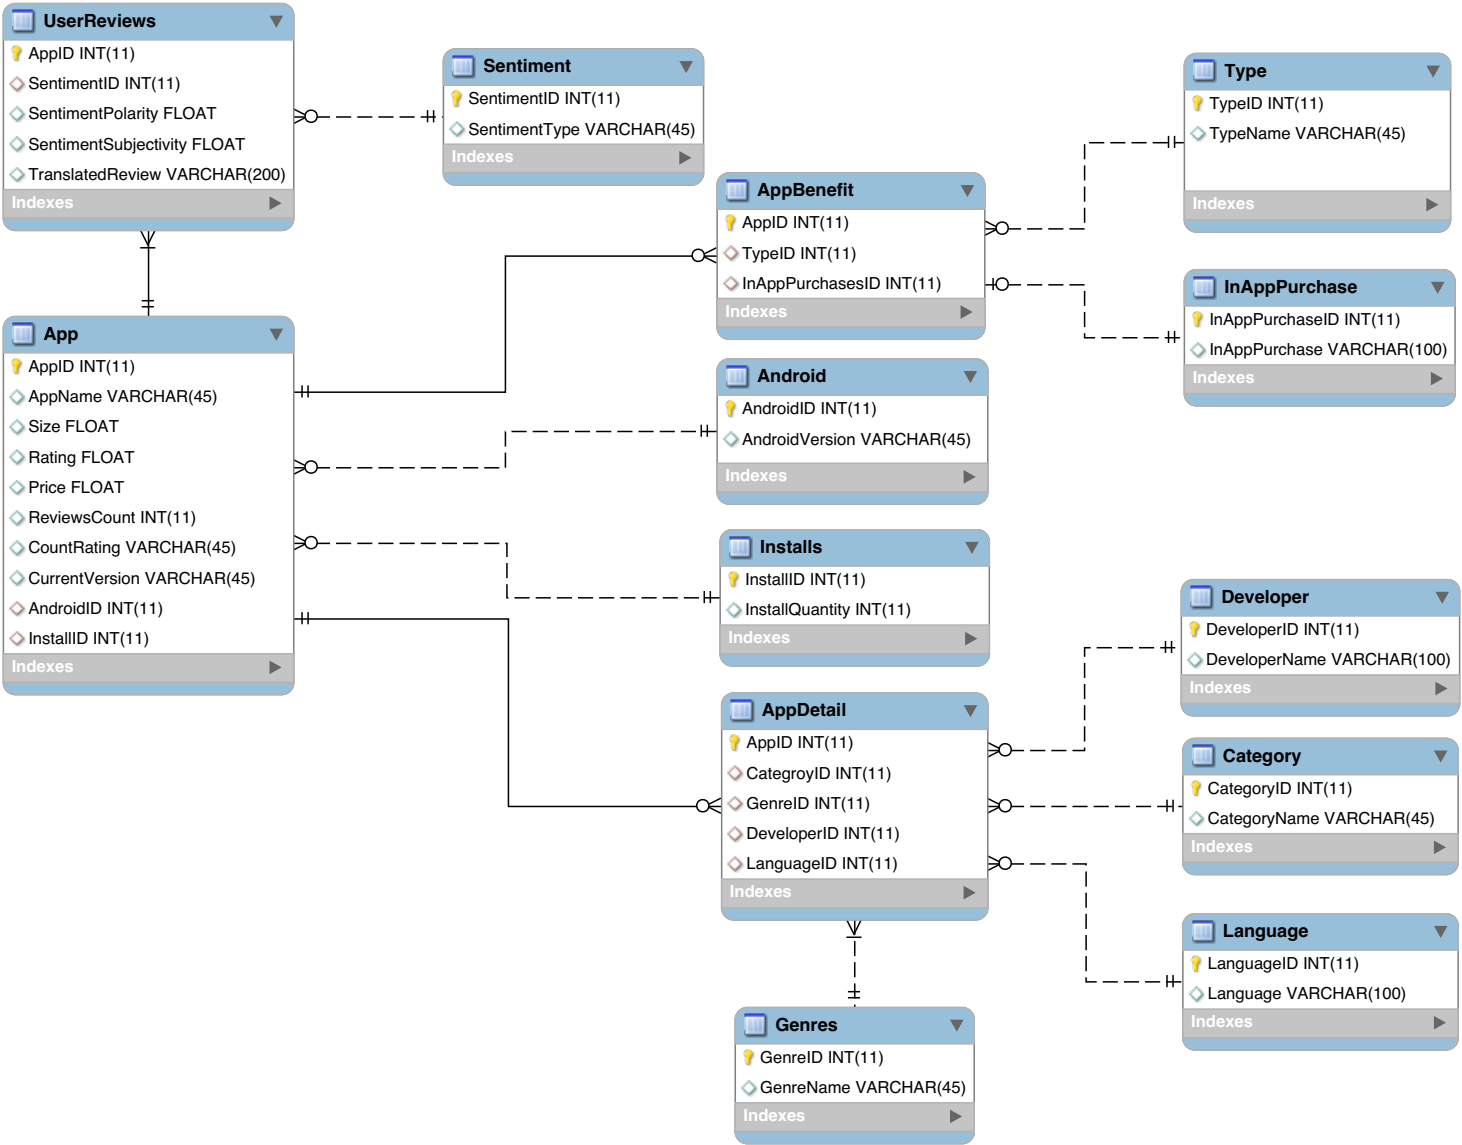 UserReviews
AppID INT(11)
SentimentID INT(11)
SentimentPolarity FLOAT
SentimentSubjectivity FLOAT
TranslatedReview VARCHAR(200)
Indexes
Sentiment
SentimentID INT(11)
SentimentType VARCHAR(45)
Indexes
Type
TypeID INT(11)
TypeName VARCHAR(45)
Indexes
AppBenefit
AppID INT(11)
TypeID INT(11)
InAppPurchasesID INT(11)
Indexes
InAppPurchase
InAppPurchaseID INT(11)
InAppPurchase VARCHAR(100)
Indexes
App
AppID INT(11)
AppName VARCHAR(45)
Size FLOAT
Rating FLOAT
Price FLOAT
ReviewsCount INT(11)
CountRating VARCHAR(45)
CurrentVersion VARCHAR(45)
AndroidID INT(11)
InstallID INT(11)
Indexes
Android
AndroidID INT(11)
AndroidVersion VARCHAR(45)
Indexes
Installs
InstallID INT(11)
InstallQuantity INT(11)
Indexes
Developer
DeveloperID INT(11)
DeveloperName VARCHAR(100)
Indexes
AppDetail
AppID INT(11)
CategroyID INT(11)
GenreID INT(11)
DeveloperID INT(11)
LanguageID INT(11)
Indexes
Category
CategoryID INT(11)
CategoryName VARCHAR(45)
Indexes
Language
LanguageID INT(11)
Language VARCHAR(100)
Indexes
Genres
GenreID INT(11)
GenreName VARCHAR(45)
Indexes